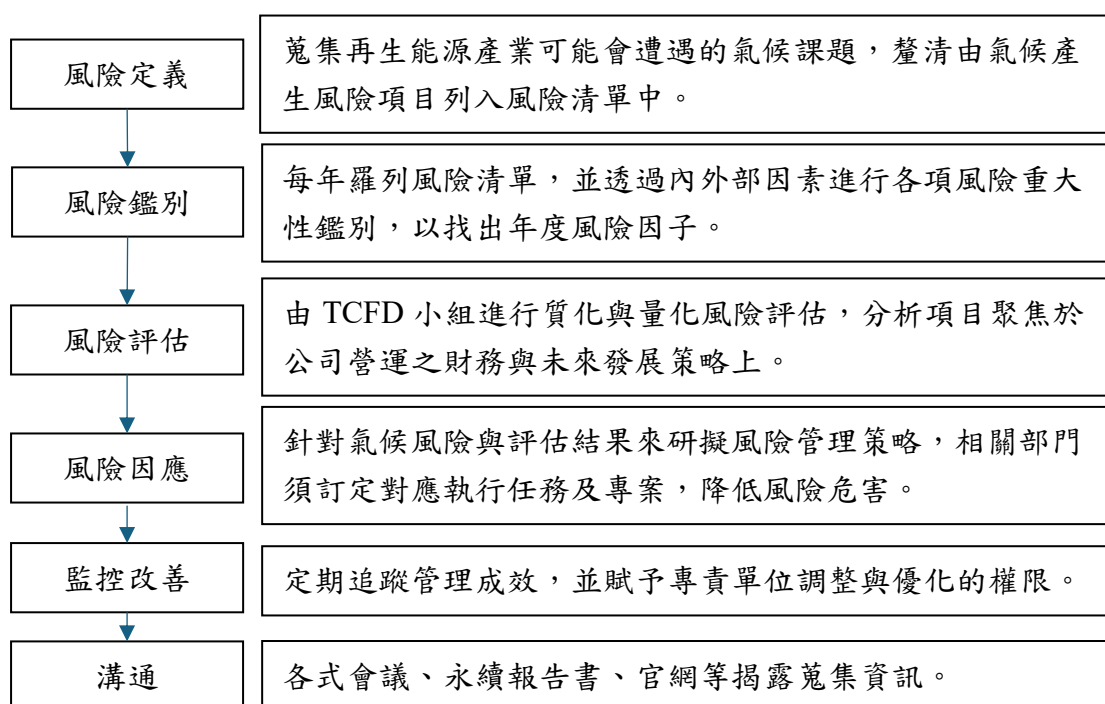 風險定義
蒐集再生能源產業可能會遭遇的氣候課題，釐清由氣候產
生風險項目列入風險清單中。
風險鑑別
每年羅列風險清單，並透過內外部因素進行各項風險重大
性鑑別，以找出年度風險因子。
風險評估
由 TCFD 小組進行質化與量化風險評估，分析項目聚焦於
公司營運之財務與未來發展策略上。
風險因應
針對氣候風險與評估結果來研擬風險管理策略，相關部門
須訂定對應執行任務及專案，降低風險危害。
監控改善
定期追蹤管理成效，並賦予專責單位調整與優化的權限。
溝通
各式會議、永續報告書、官網等揭露蒐集資訊。